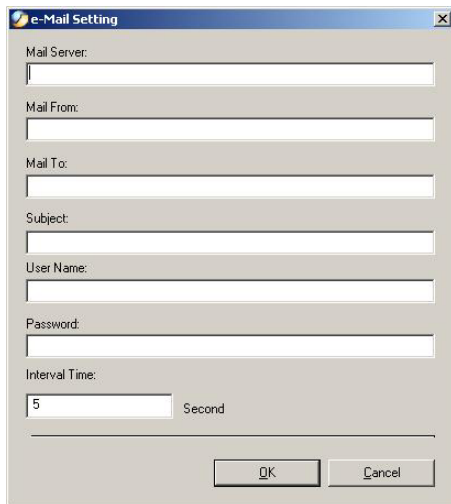 e-Mail Setting
Mail Server:
Mail From:
Mail To:
Subject:
User Name:
Password:
Interval Time:
5 Second
OK Cancel